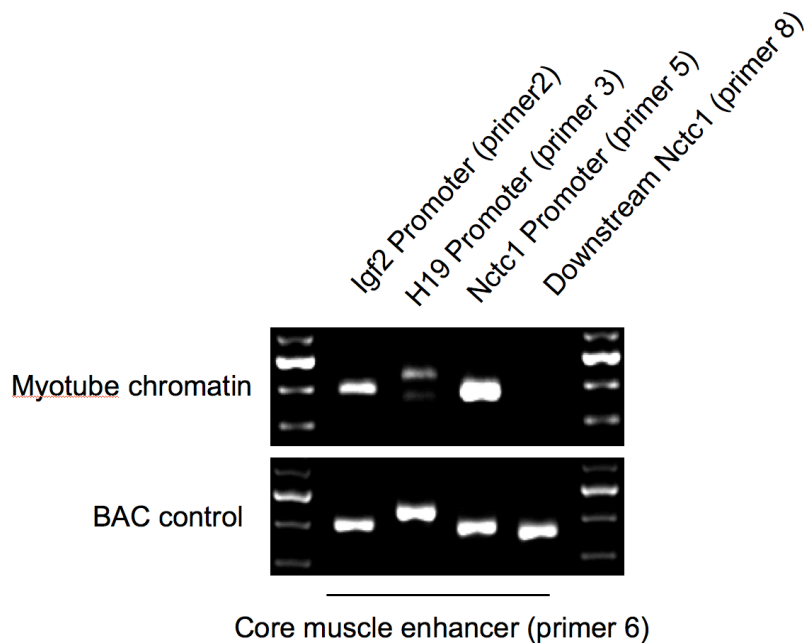 Igf2 Promoter (primer2)
H19 Promoter (primer 3)
Nctc1 Promoter (primer 5)
Downstream Nctc1 (primer 8)
Myotube chromatin
BAC control
Core muscle enhancer (primer 6)